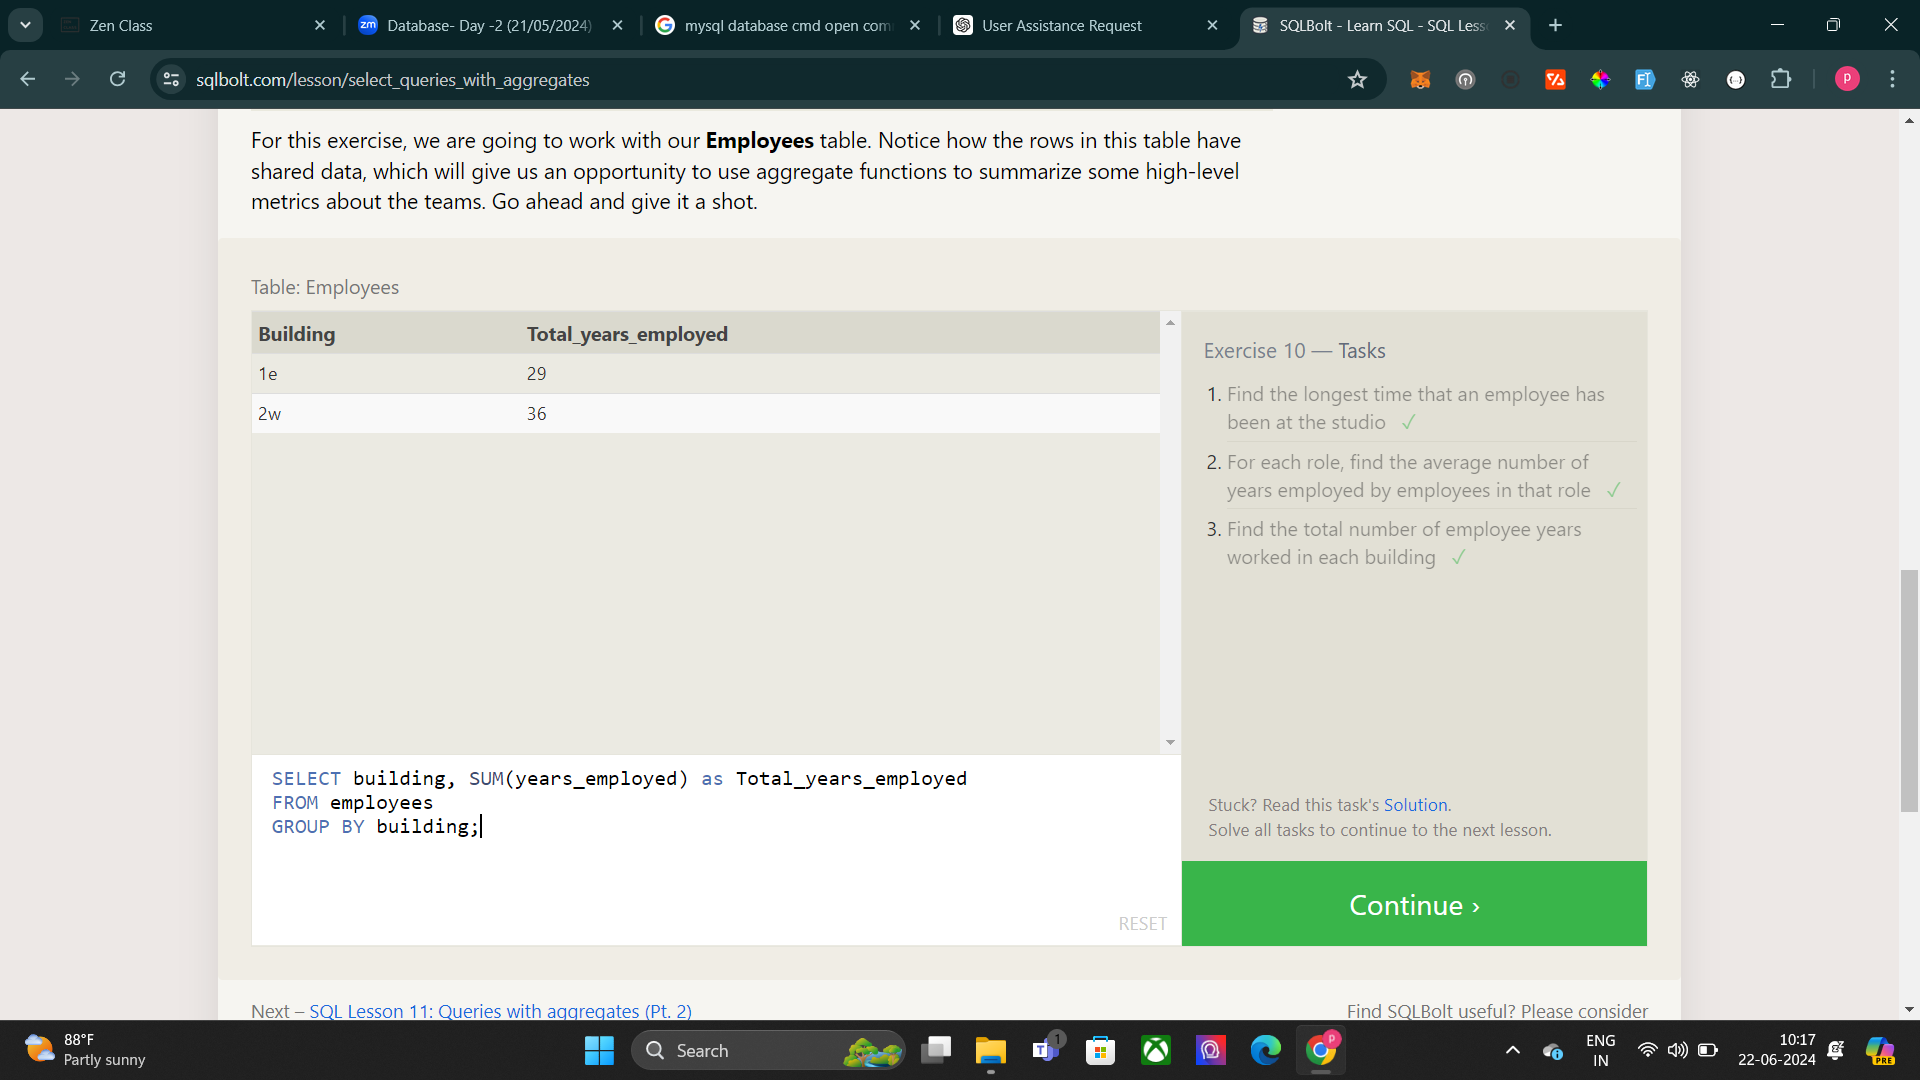 Zen Class
Database- Day -2 (21/05/2024)
mysql database cmd open com
User Assistance Request
SQLBolt - Learn SQL - SQL Less
sqlbolt.com/lesson/select_queries_with_aggregates
For this exercise, we are going to work with our Employees table. Notice how the rows in this table have
shared data, which will give us an opportunity to use aggregate functions to summarize some high-level
metrics about the teams. Go ahead and give it a shot.
Table: Employees
Building Total_years_employed
1e 29
2w 36
Exercise 10 — Tasks
1. Find the longest time that an employee has
been at the studio ✓
2. For each role, find the average number of
years employed by employees in that role ✓
3. Find the total number of employee years
worked in each building ✓
SELECT building, SUM(years_employed) as Total_years_employed
FROM employees
GROUP BY building;
RESET
Stuck? Read this task's Solution.
Solve all tasks to continue to the next lesson.
Continue ›
Next – SQL Lesson 11: Queries with aggregates (Pt. 2)
Find SQLBolt useful? Please consider
88°F
Partly sunny
Search
1
ENG
IN
10:17
22-06-2024
PRE